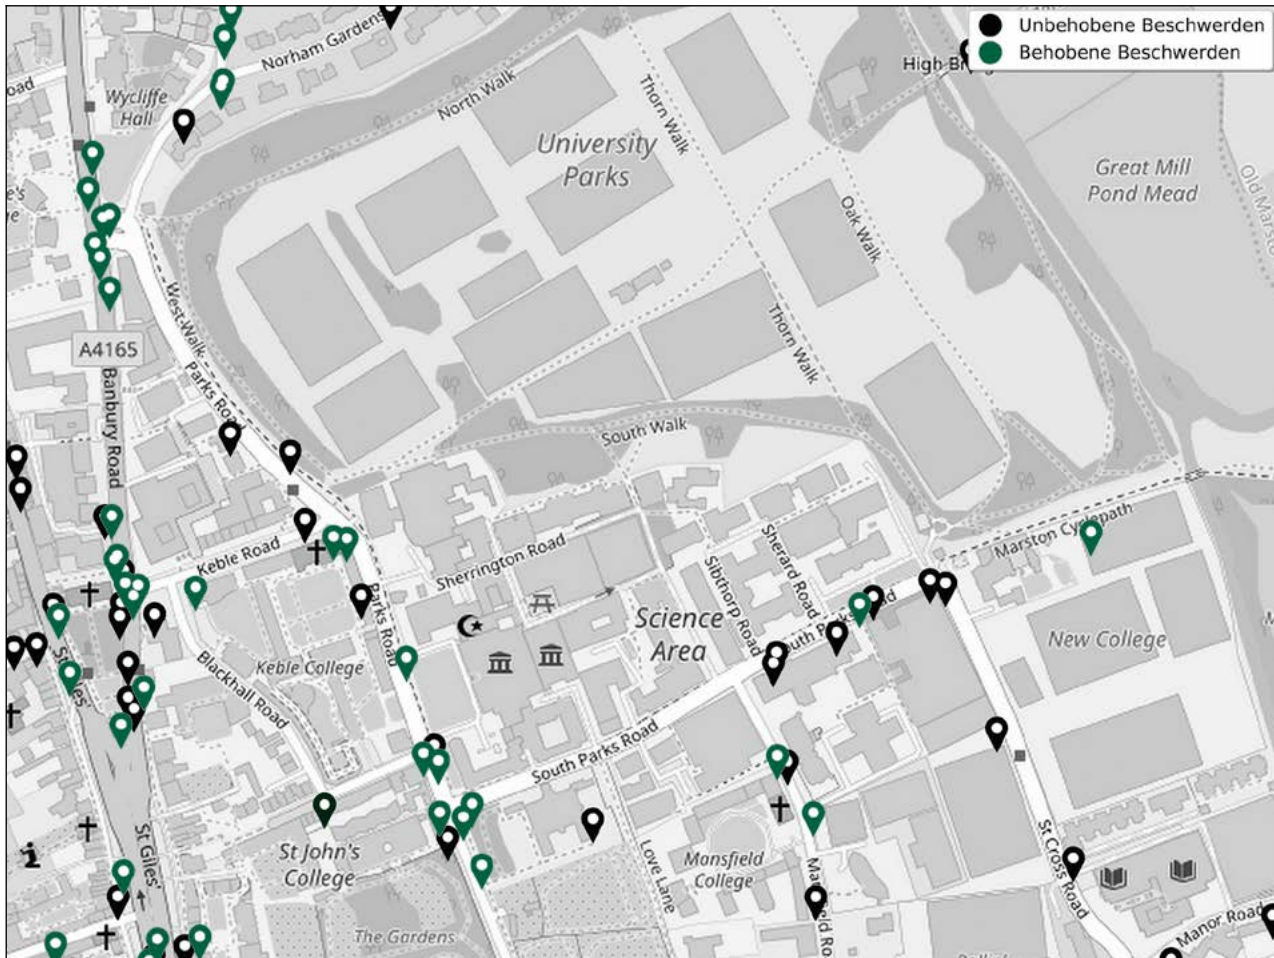 Unbehobene Beschwerden
Behobene Beschwerden
Norham Gardens
oad
Wycliffe
Hall
North Walk
Thorn Walk
University
Parks
Great Mill
Pond Mead
Oak Walk
West Walk
A4165
Banbury Road
Parks Road
Thorn Walk
South Walk
Keble Road
Sherrington Road
Marston Cyclepath
Sherard Road
Sibthorp Road
Parks Road
Science
Area
South Parks Road
New College
Keble College
Blackhall Road
St Giles'
South Parks Road
St Giles'
St John's
College
Love Lane
Mansfield
College
St Cross Road
The Gardens
Manor Road